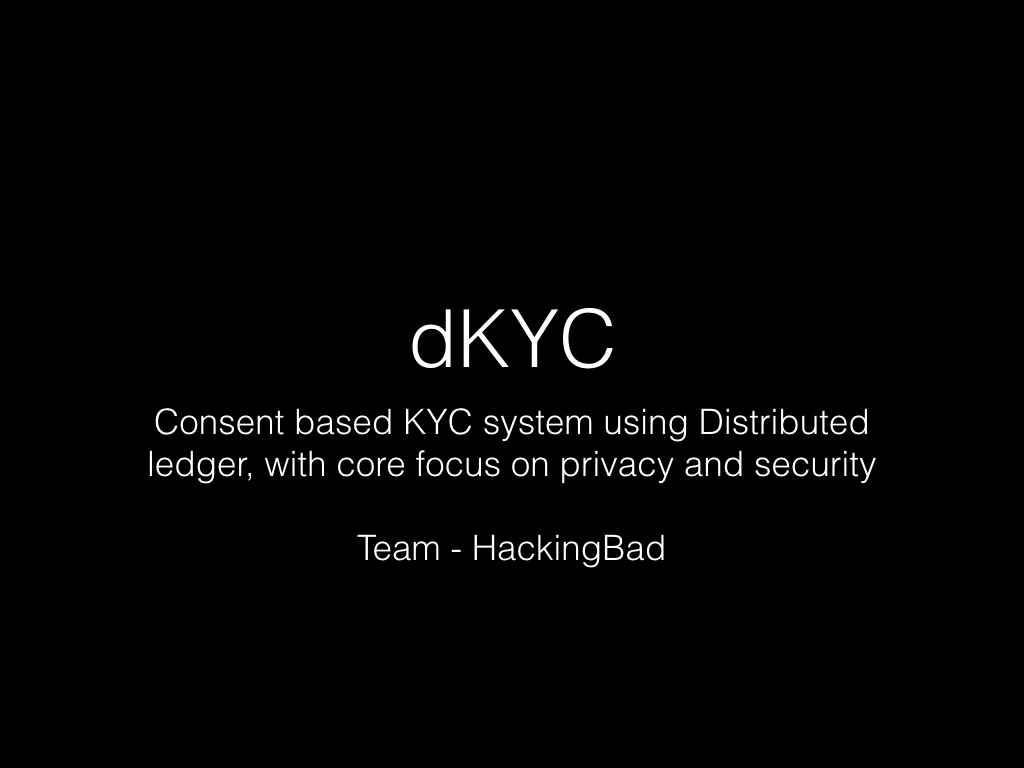 dKYC
Consent based KYC system using Distributed
ledger, with core focus on privacy and security
Team - HackingBad